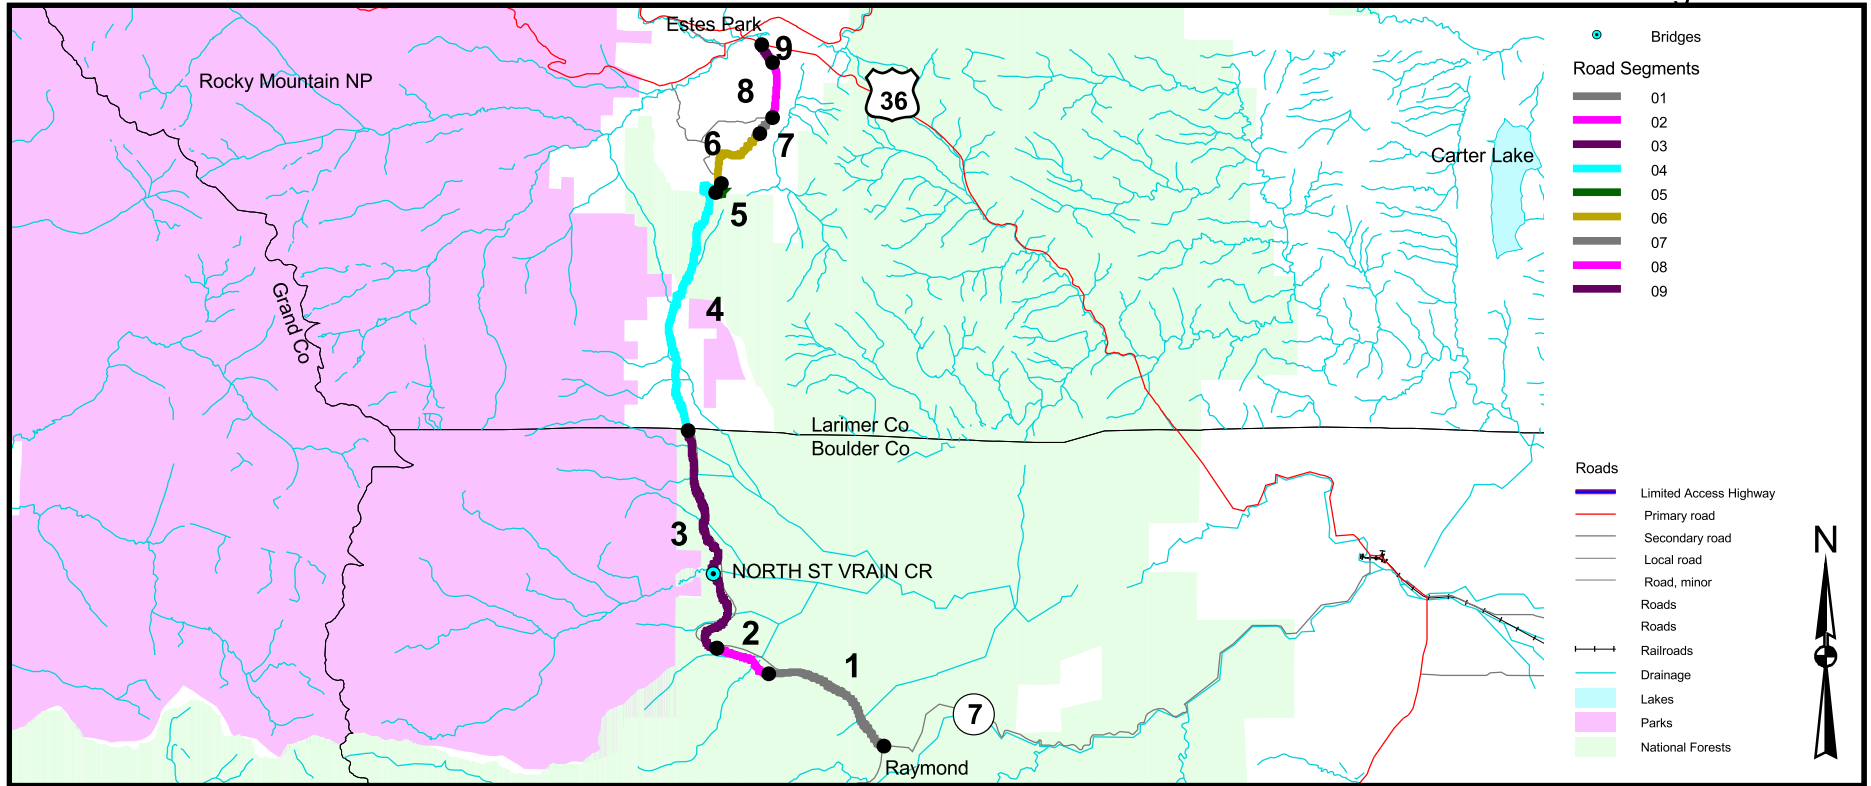 Estes Park
Rocky Mountain NP
9
8
36
6
7
Carter Lake
5
Grand Co
4
Larimer Co
Boulder Co
3
NORTH ST VRAIN CR
2
1
7
Raymond
Bridges
Road Segments
01
02
03
04
05
06
07
08
09
Roads
Limited Access Highway
Primary road
Secondary road
Local road
Road, minor
Roads
Roads
Railroads
Drainage
Lakes
Parks
National Forests
N